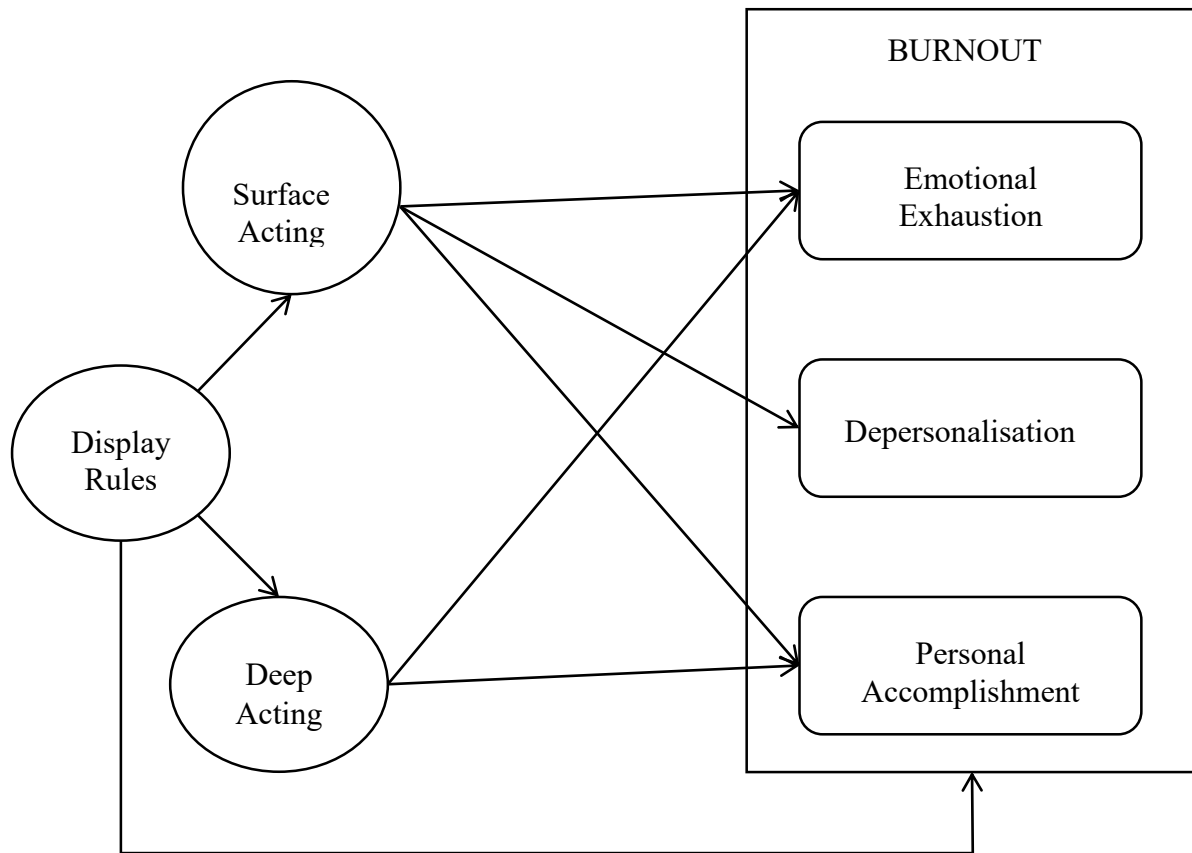 BURNOUT
Surface
Acting
Emotional
Exhaustion
Display
Rules
Depersonalisation
Deep
Acting
Personal
Accomplishment